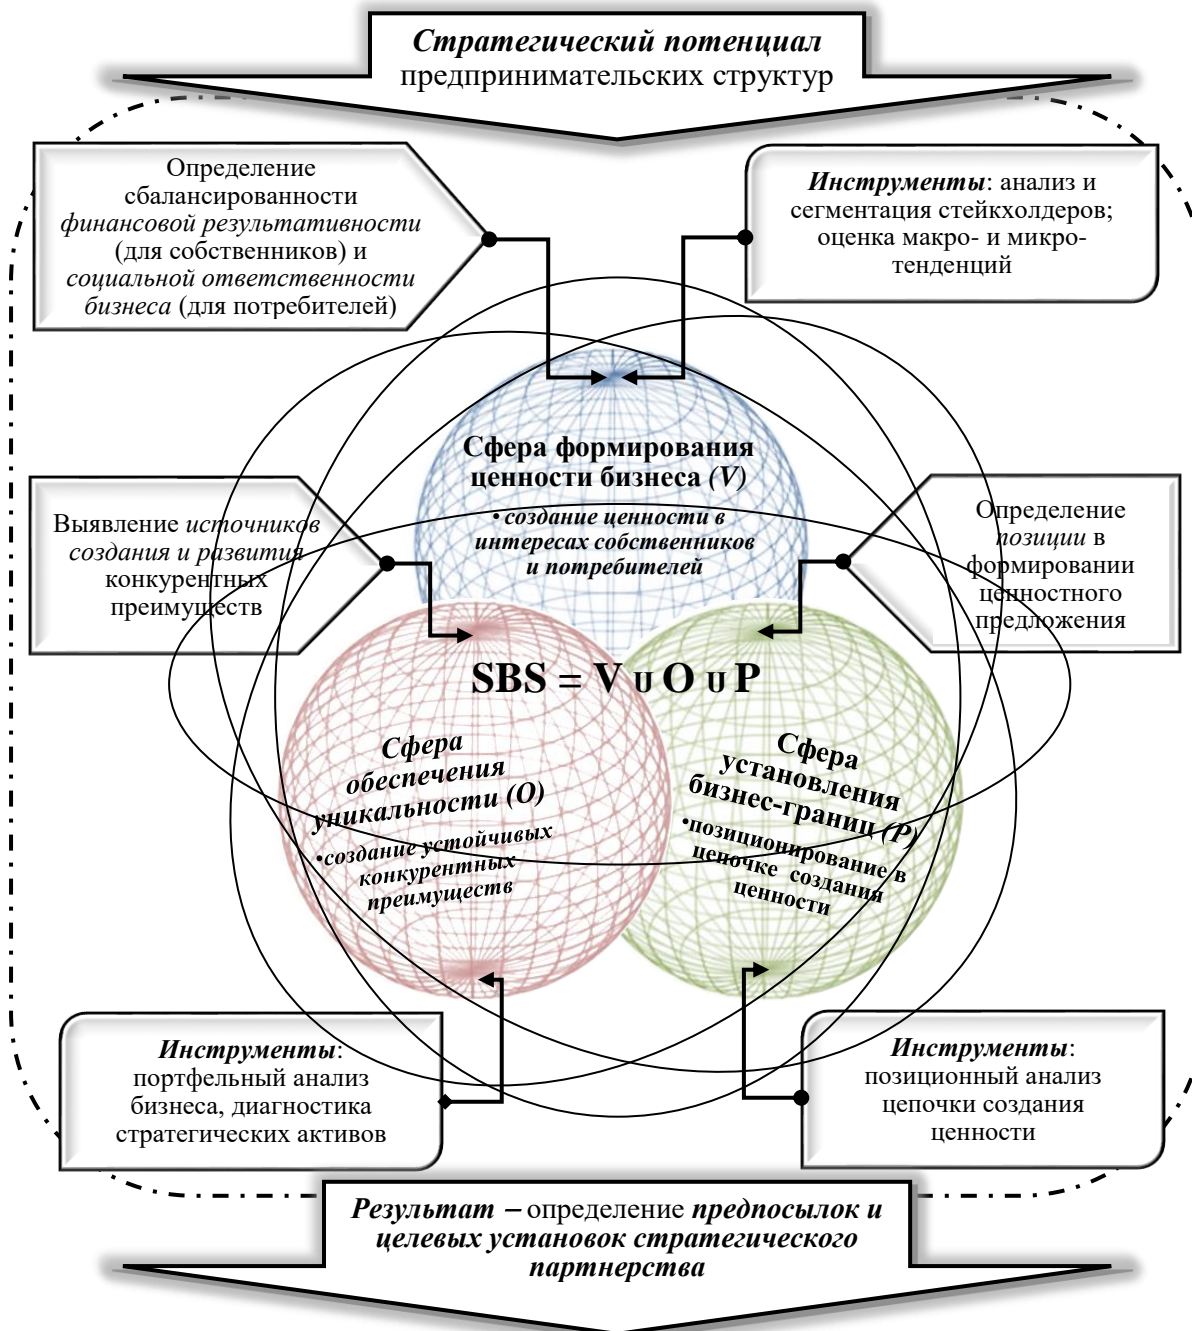 Стратегический потенциал
предпринимательских структур
Определение
сбалансированности
финансовой результативности
(для собственников) и
социальной ответственности
бизнеса (для потребителей)
Инструменты: анализ и
сегментация стейкхолдеров;
оценка макро- и микро-
тенденций
Сфера формирования
ценности бизнеса (V)
•создание ценности в
интересах собственников
и потребителей
Выявление источников
создания и развития
конкурентных
преимуществ
Определение
позиции в
формировании
ценностного
предложения
SBS = V ∪ O ∪ P
Сфера
обеспечения
уникальности (O)
•создание устойчивых
конкурентных
преимуществ
Сфера
установления
бизнес-границ (P)
•позиционирование в
цепочке создания
ценности
Инструменты:
портфельный анализ
бизнеса, диагностика
стратегических активов
Инструменты:
позиционный анализ
цепочки создания
ценности
Результат – определение предпосылок и
целевых установок стратегического
партнерства